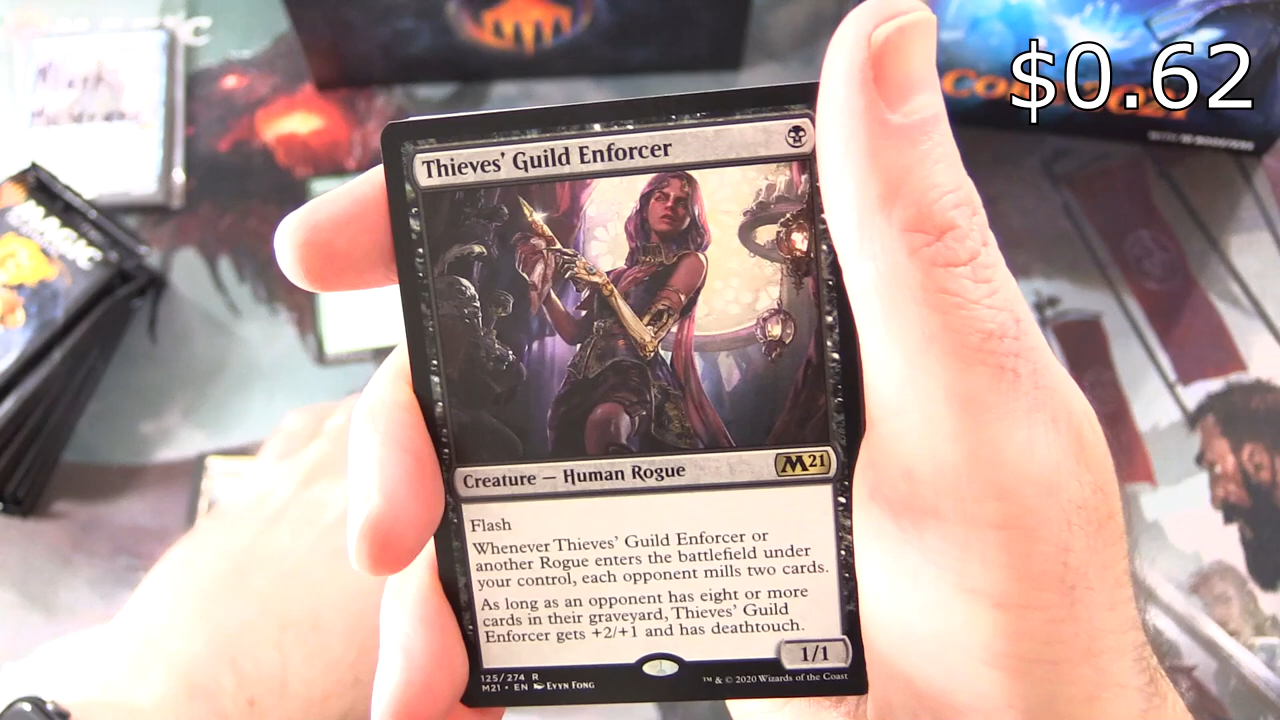 $0.62
Thieves' Guild Enforcer
Creature — Human Rogue
M21
Flash
Whenever Thieves' Guild Enforcer or
another Rogue enters the battlefield under
your control, each opponent mills two cards.
As long as an opponent has eight or more
cards in their graveyard, Thieves' Guild
Enforcer gets +2/+1 and has deathtouch.
1/1
125/274 R
M21 • EN Evyn Fong
™ & © 2020 Wizards of the Coast